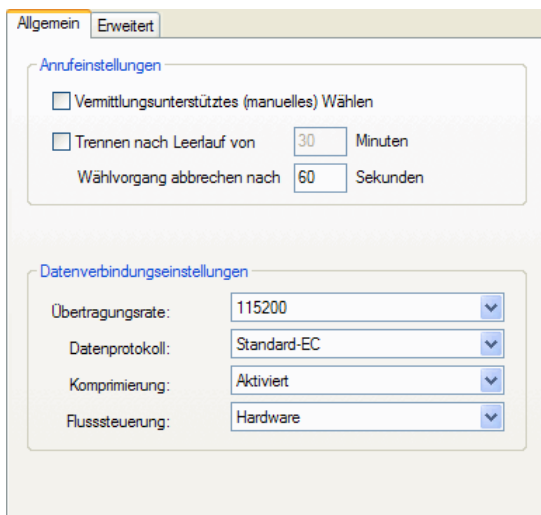 Allgemein Erweitert
Anrufeinstellungen
Vermittlungsunterstütztes (manuelles) Wählen
Trennen nach Leerlauf von 30 Minuten
Wählvorgang abbrechen nach 60 Sekunden
Datenverbindungseinstellungen
Übertragungsrate: 115200
Datenprotokoll: Standard-EC
Komprimierung: Aktiviert
Flusssteuerung: Hardware